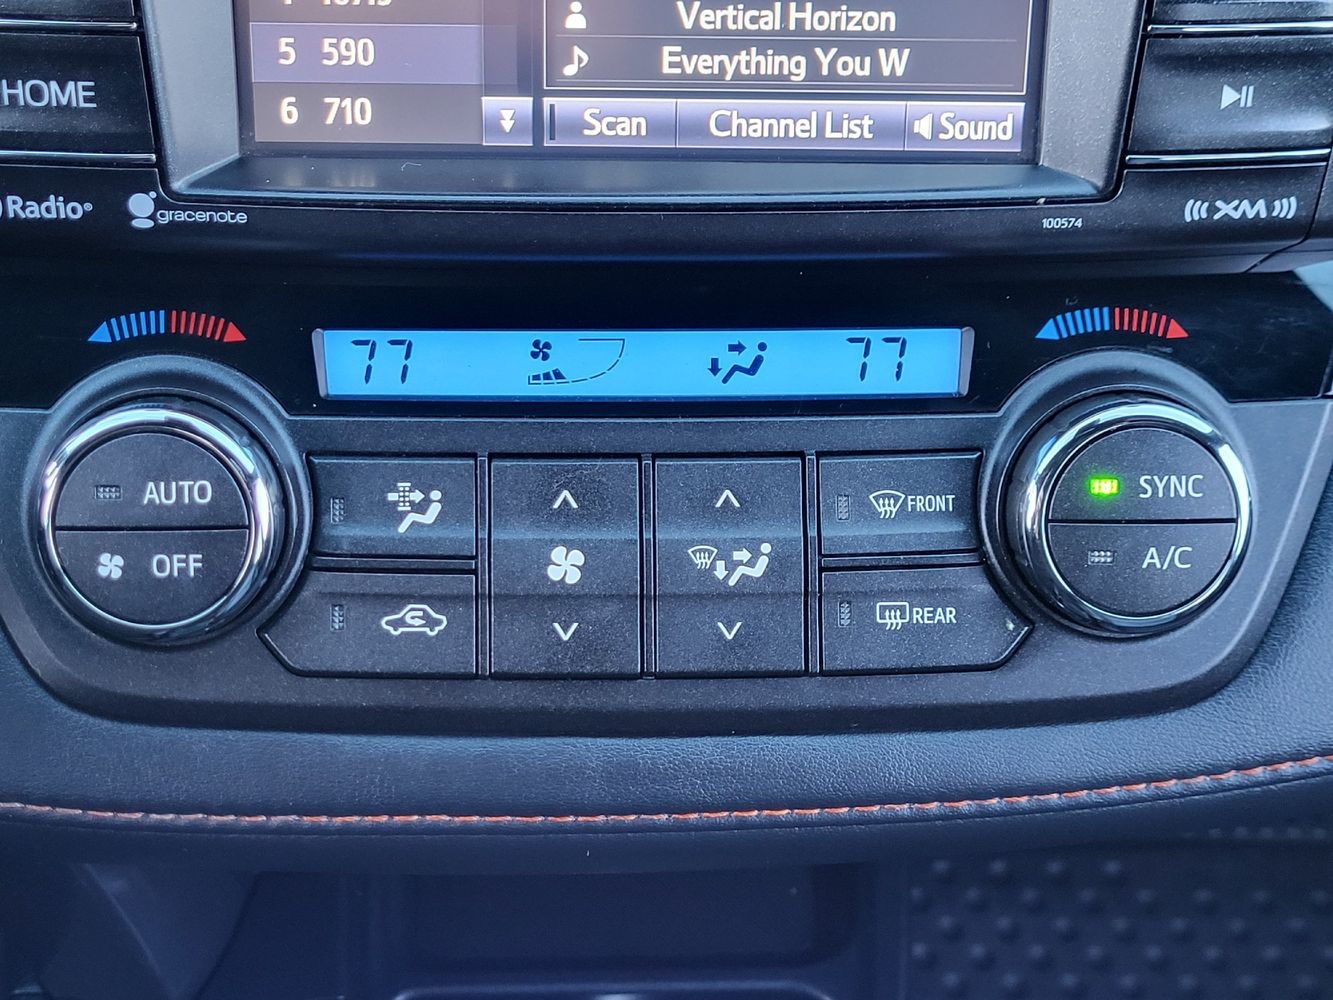 Vertical Horizon
5 590
Everything You W
6 710
Scan
Channel List
Sound
HOME
Radio®
gracenote
100574
XM
77
77
AUTO
OFF
FRONT
REAR
SYNC
A/C